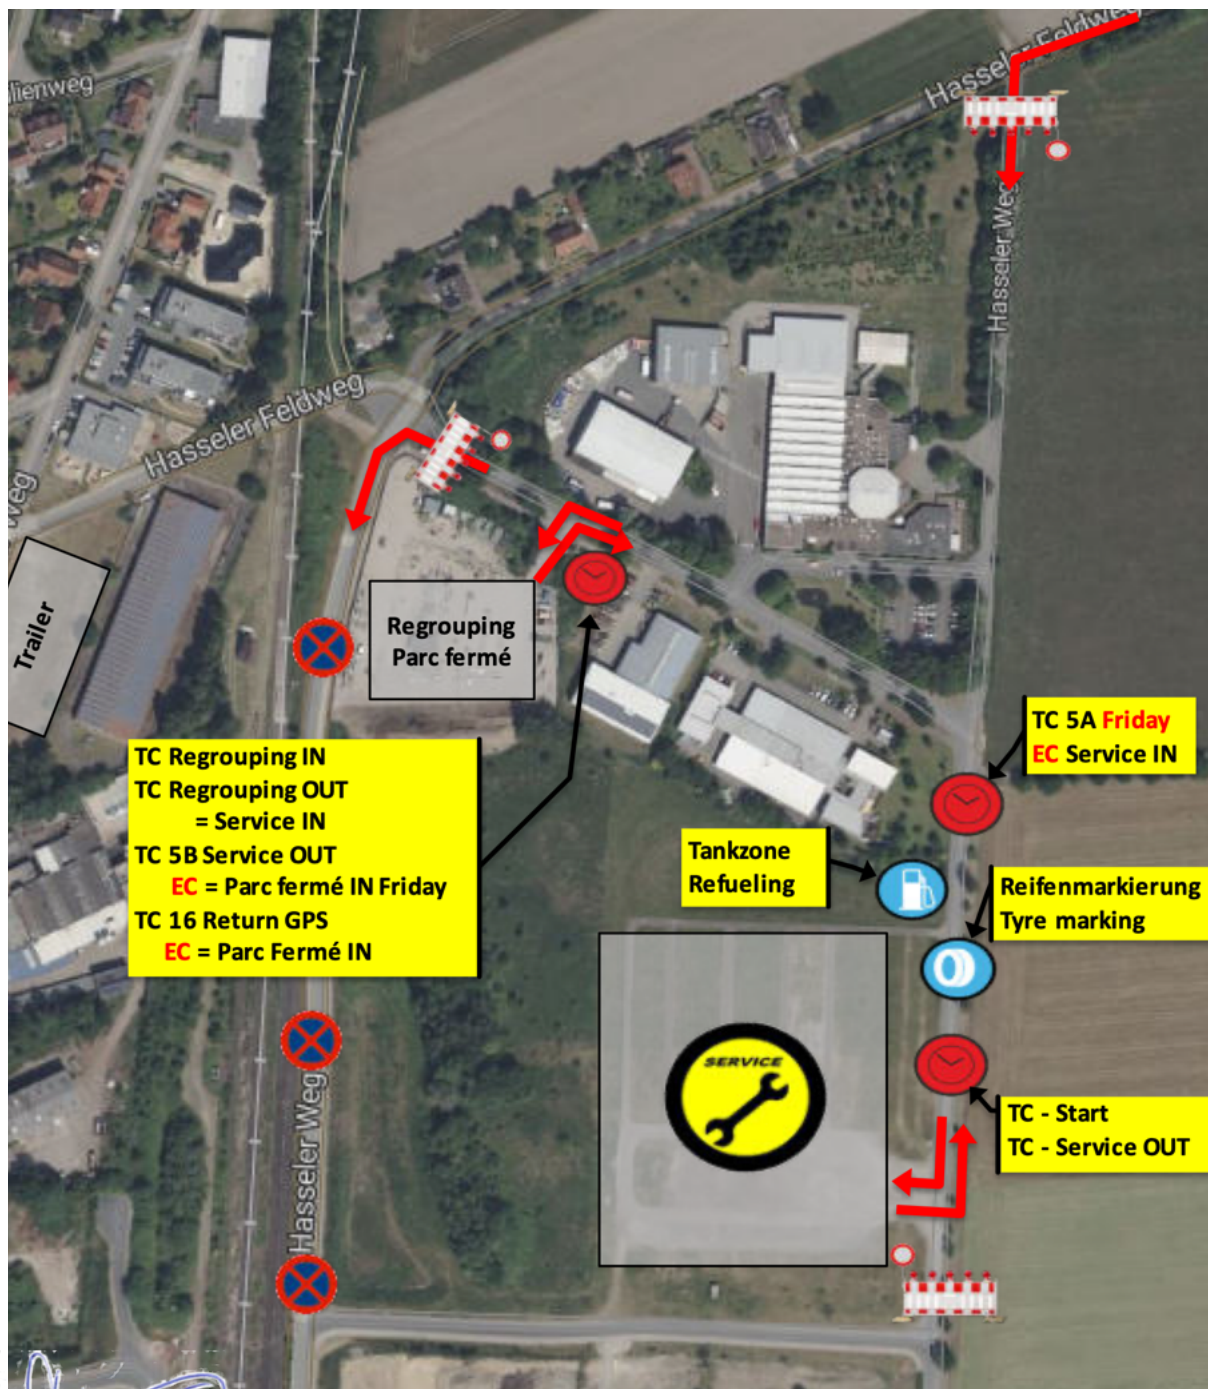 lienweg
Hasseler Feldweg
Hasseler Weg
Hasseler Feldweg
weg
Trailer
Regrouping
Parc fermé
TC 5A Friday
EC Service IN
TC Regrouping IN
TC Regrouping OUT
= Service IN
TC 5B Service OUT
EC = Parc fermé IN Friday
TC 16 Return GPS
EC = Parc Fermé IN
Tankzone
Refueling
Reifenmarkierung
Tyre marking
SERVICE
TC - Start
TC - Service OUT
Hasseler Weg